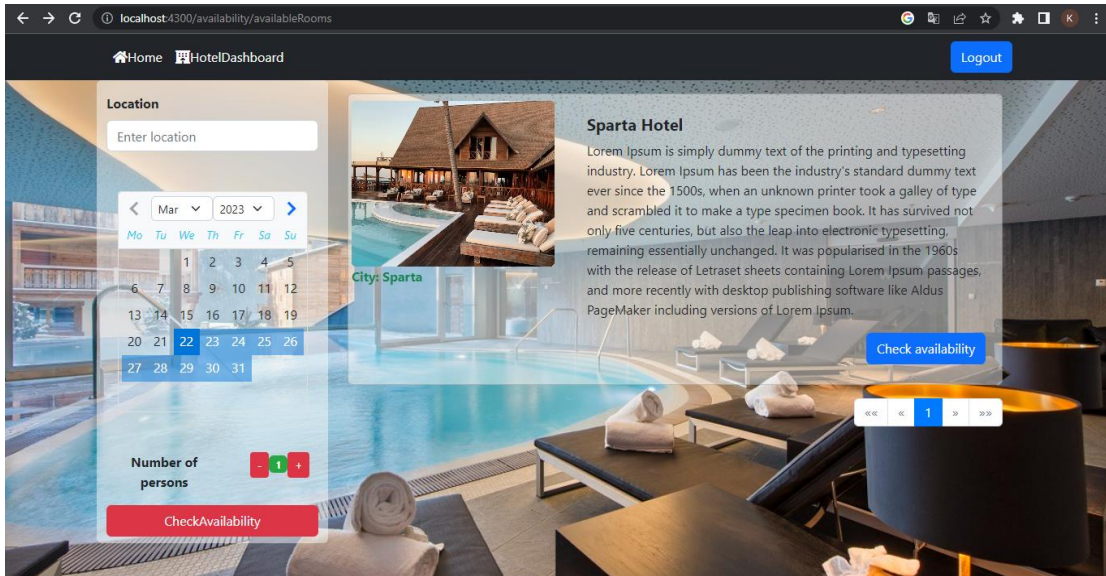 localhost:4300/availability/availableRooms
K
Home HotelDashboard
Logout
Location
Enter location
Mar 2023
Mo Tu We Th Fr Sa Su
1 2 3 4 5
6 7 8 9 10 11 12
13 14 15 16 17 18 19
20 21 22 23 24 25 26
27 28 29 30 31
Number of
persons
- 1 +
CheckAvailability
City: Sparta
Sparta Hotel
Lorem Ipsum is simply dummy text of the printing and typesetting
industry. Lorem Ipsum has been the industry's standard dummy text
ever since the 1500s, when an unknown printer took a galley of type
and scrambled it to make a type specimen book. It has survived not
only five centuries, but also the leap into electronic typesetting,
remaining essentially unchanged. It was popularised in the 1960s
with the release of Letraset sheets containing Lorem Ipsum passages,
and more recently with desktop publishing software like Aldus
PageMaker including versions of Lorem Ipsum.
Check availability
«« « 1 » »»